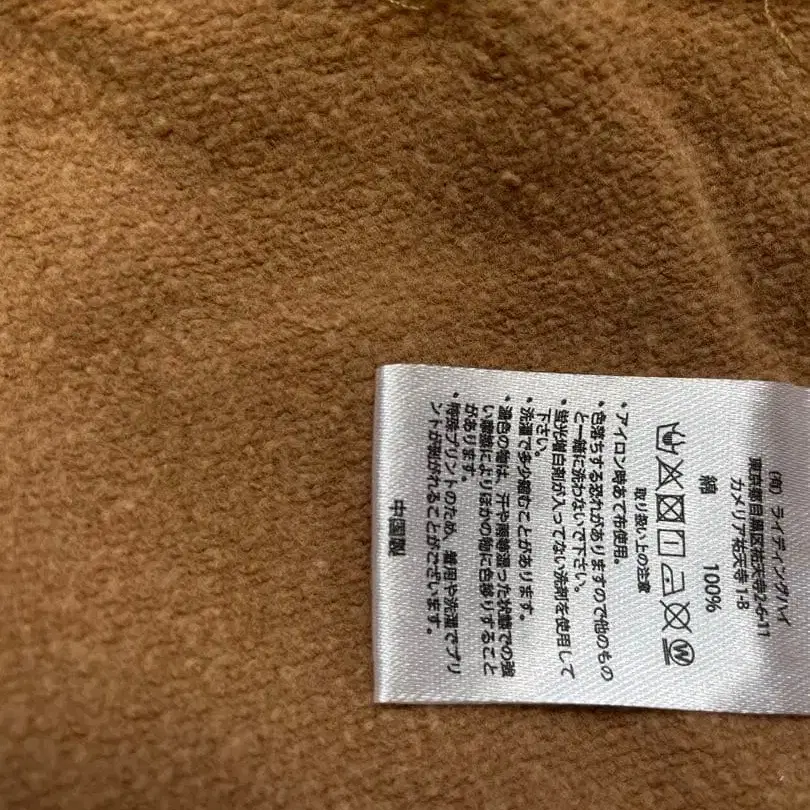 (有) ライディングハイ
東京都目黒区祐天寺2-6-11
カメリア祐天寺1-B
綿 100%
取り扱い上の注意
W
・アイロン時あて布使用。
・色落ちする恐れがありますので他のもの
と一緒に洗わないで下さい。
・蛍光増白剤が入ってない洗剤を使用して
下さい。
・洗濯で多少縮むことがあります。
・濃色の物は、汗や雨等湿った状態での強
い摩擦によりほかの物に色移りすること
があります。
・特殊プリントのため、着用や洗濯でプリ
ントが剥がれることがございます。
中国製